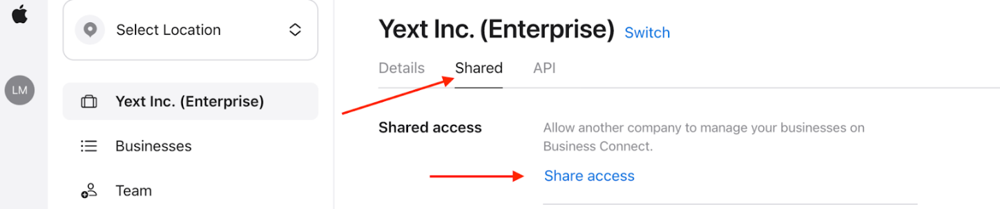 Select Location
LM
Yext Inc. (Enterprise)
Businesses
Team
Yext Inc. (Enterprise) Switch
Details Shared API
Shared access
Allow another company to manage your businesses on
Business Connect.
Share access